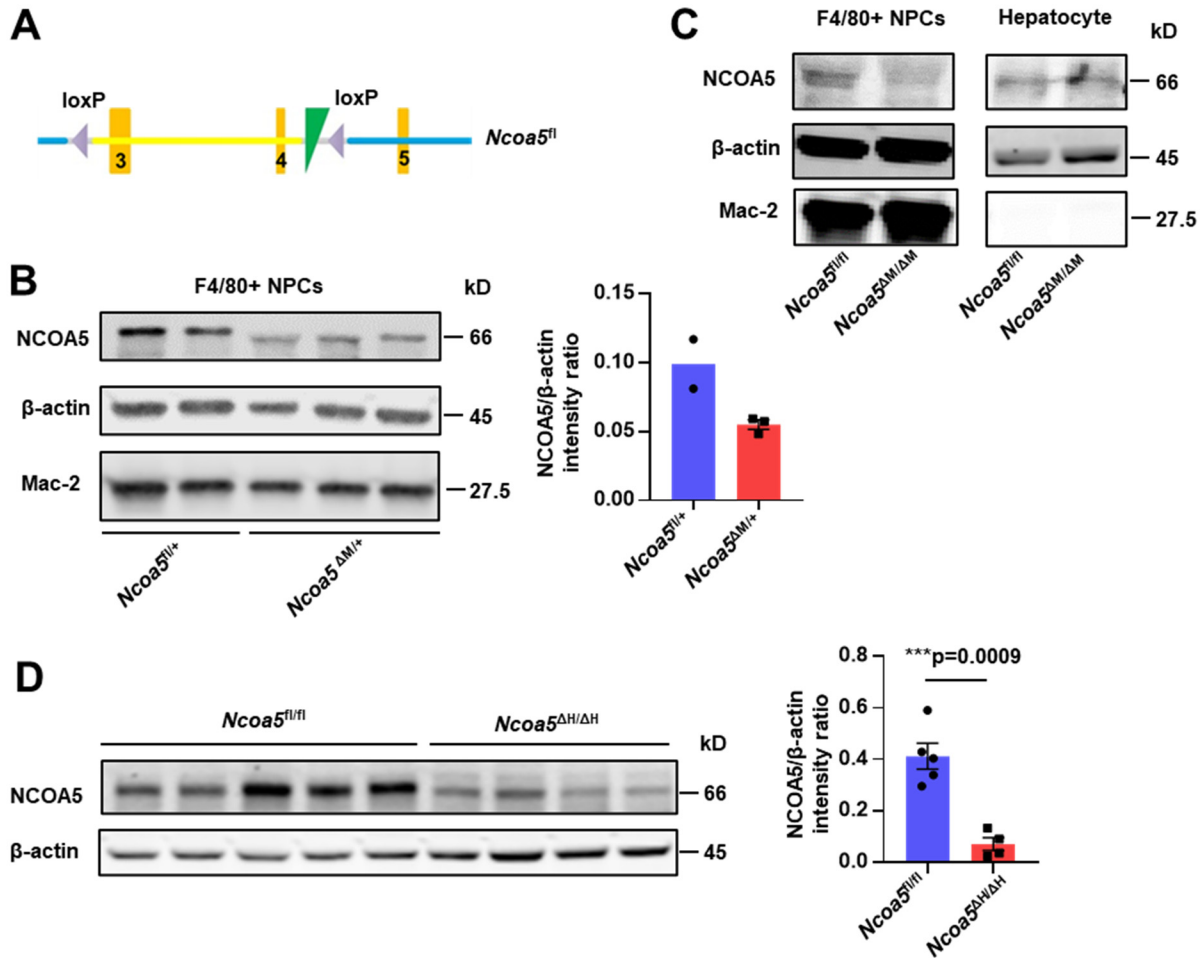 A
loxP
loxP
3
4
5
Ncoa5fl
B
F4/80+ NPCs
kD
NCOA5
66
β-actin
45
Mac-2
27.5
Ncoa5fl/+
Ncoa5 ΔM/+
NCOA5/β-actin
intensity ratio
0.15
0.10
0.05
0.00
Ncoa5fl/+
Ncoa5ΔM/+
C
F4/80+ NPCs
Hepatocyte
kD
NCOA5
66
β-actin
45
Mac-2
27.5
Ncoa5fl/fl
Ncoa5ΔM/ΔM
Ncoa5fl/fl
Ncoa5ΔM/ΔM
D
Ncoa5fl/fl
Ncoa5ΔH/ΔH
kD
NCOA5
66
β-actin
45
NCOA5/β-actin
intensity ratio
0.8
0.6
0.4
0.2
0.0
***p=0.0009
Ncoa5fl/fl
Ncoa5ΔH/ΔH